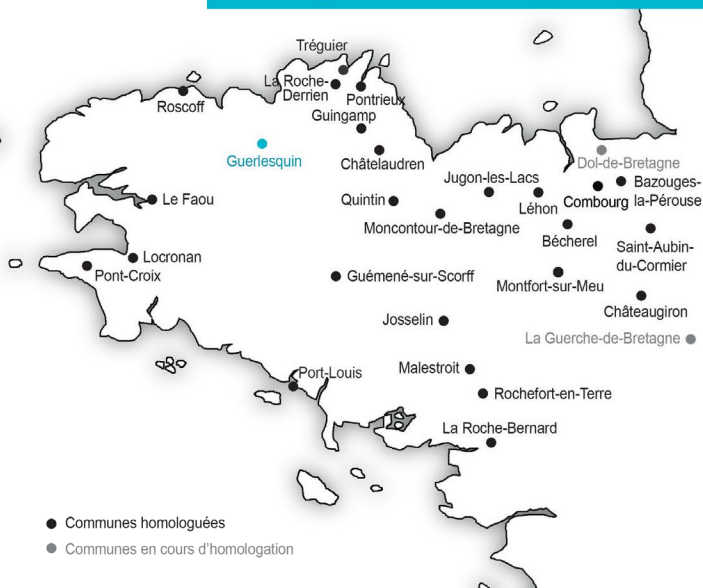 Tréguier
La Roche-
Derrien
Pontrieux
Roscoff
Guingamp
Guerlesquin
Châtelaudren
Dol-de-Bretagne
Jugon-les-Lacs
Bazouges-
la-Pérouse
Combourg
Le Faou
Quintin
Léhon
Moncontour-de-Bretagne
Bécherel
Saint-Aubin-
du-Cormier
Locronan
Pont-Croix
Guémené-sur-Scorff
Montfort-sur-Meu
Châteaugiron
Josselin
La Guerche-de-Bretagne
Malestroit
Port-Louis
Rochefort-en-Terre
La Roche-Bernard
Communes homologuées
Communes en cours d'homologation